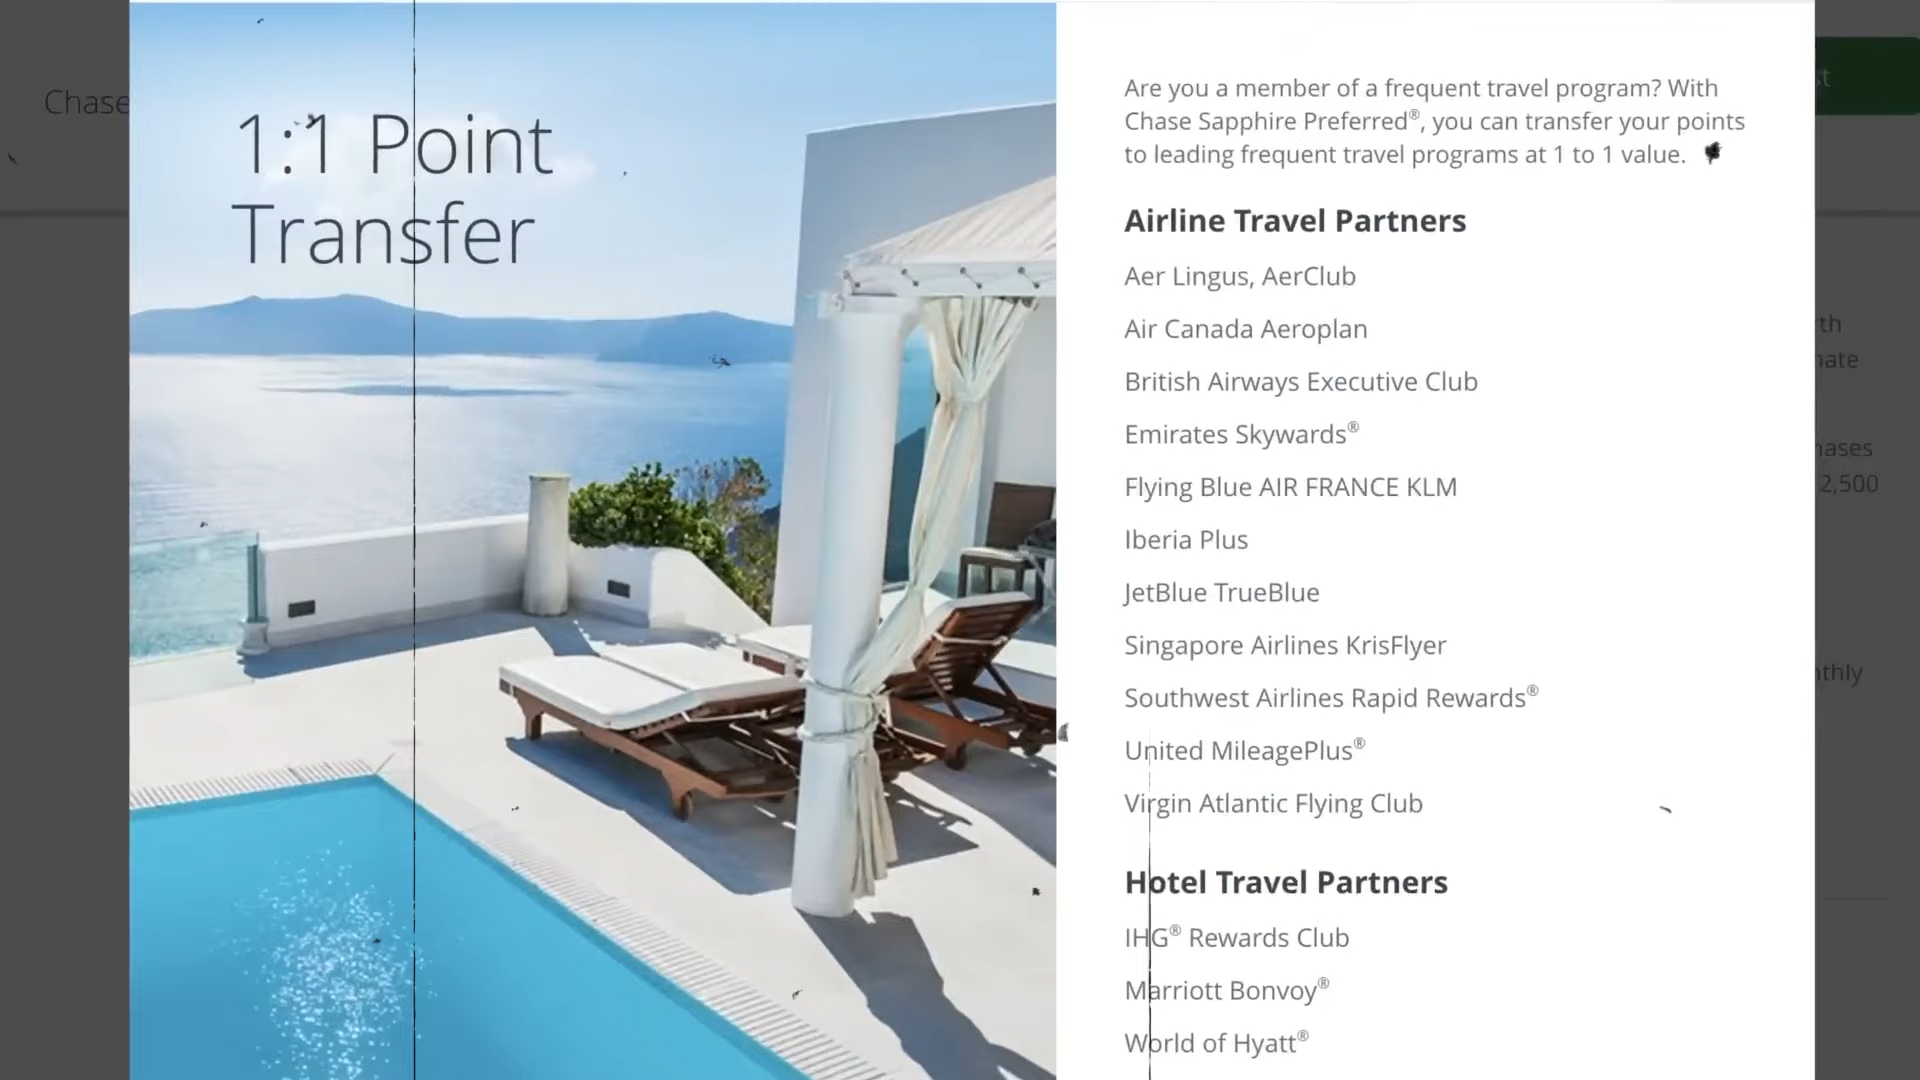 Chase
1:1 Point
Transfer
Are you a member of a frequent travel program? With
Chase Sapphire Preferred®, you can transfer your points
to leading frequent travel programs at 1 to 1 value.
Airline Travel Partners
Aer Lingus, AerClub
Air Canada Aeroplan
British Airways Executive Club
Emirates Skywards®
Flying Blue AIR FRANCE KLM
Iberia Plus
JetBlue TrueBlue
Singapore Airlines KrisFlyer
Southwest Airlines Rapid Rewards®
United MileagePlus®
Virgin Atlantic Flying Club
Hotel Travel Partners
IHG® Rewards Club
Marriott Bonvoy®
World of Hyatt®
2,500